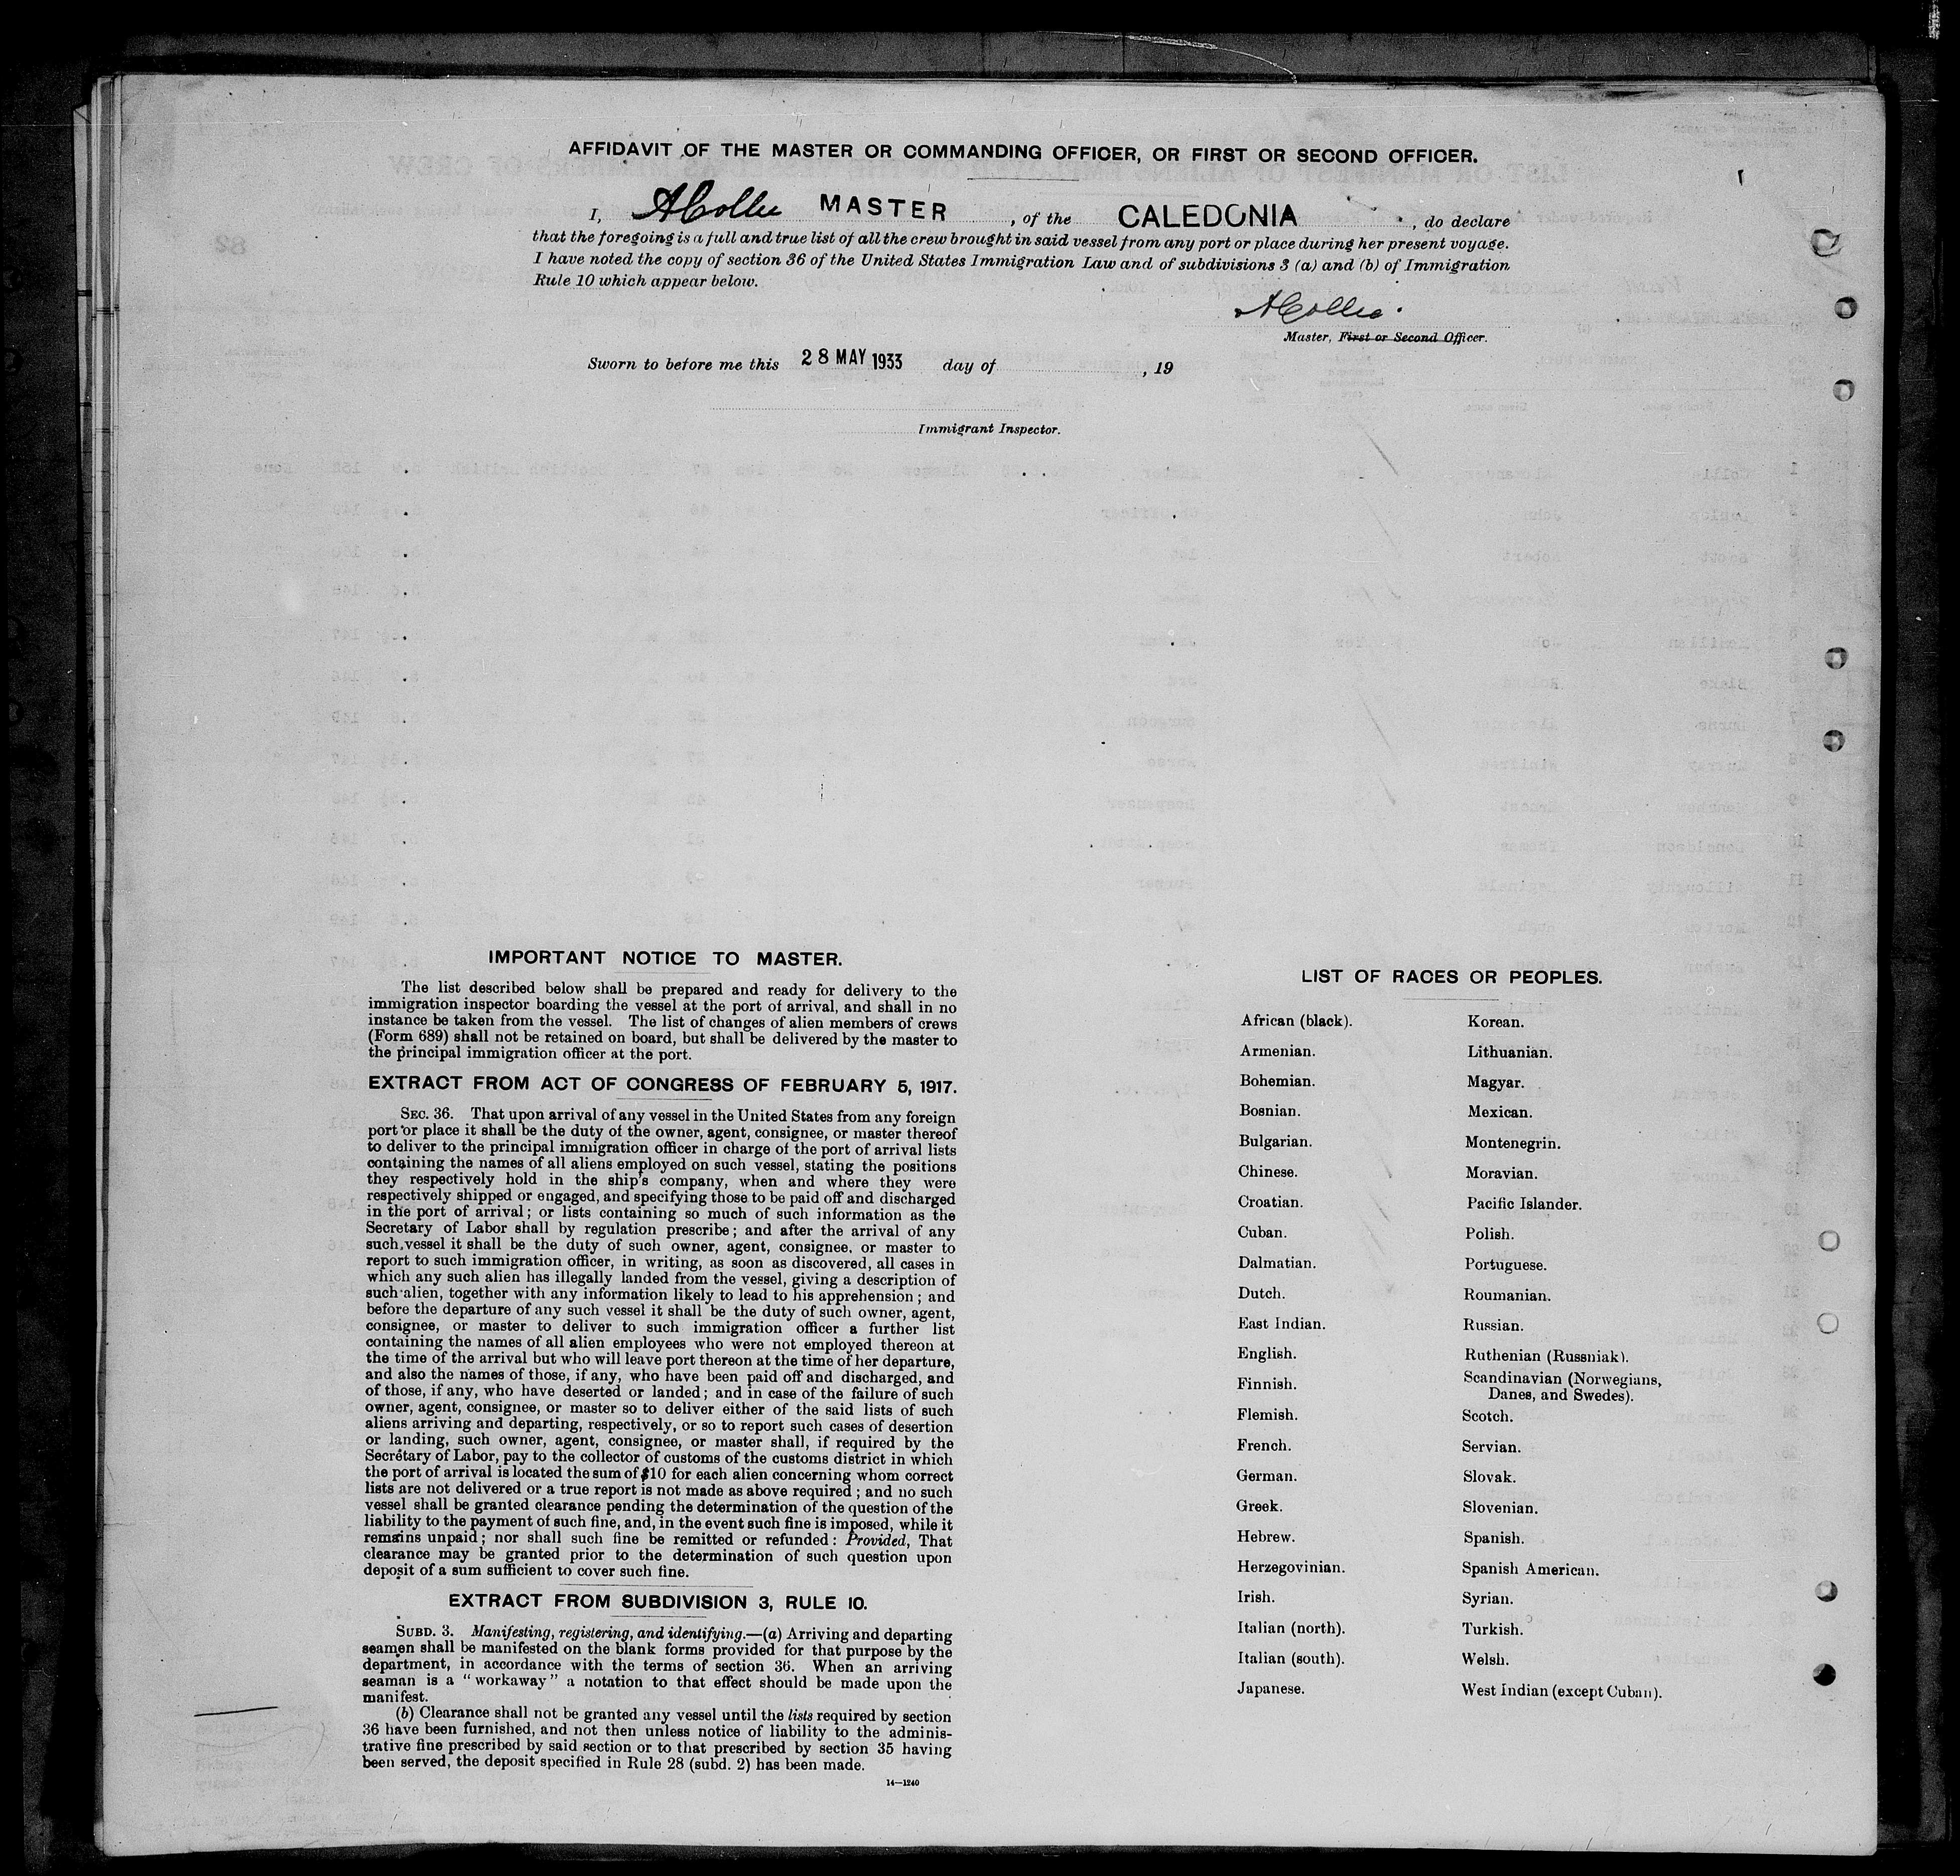 AFFIDAVIT OF THE MASTER OR COMMANDING OFFICER, OR FIRST OR SECOND OFFICER.
I, A Collie MASTER, of the CALEDONIA, do declare
that the foregoing is a full and true list of all the crew brought in said vessel from any port or place during her present voyage.
I have noted the copy of section 36 of the United States Immigration Law and of subdivisions 3 (a) and (b) of Immigration
Rule 10 which appear below.
A Collie
Master, First or Second Officer.
Sworn to before me this 28 MAY 1933 day of , 19
Immigrant Inspector.
IMPORTANT NOTICE TO MASTER.
The list described below shall be prepared and ready for delivery to the
immigration inspector boarding the vessel at the port of arrival, and shall in no
instance be taken from the vessel. The list of changes of alien members of crews
(Form 689) shall not be retained on board, but shall be delivered by the master to
the principal immigration officer at the port.
EXTRACT FROM ACT OF CONGRESS OF FEBRUARY 5, 1917.
SEC. 36. That upon arrival of any vessel in the United States from any foreign
port or place it shall be the duty of the owner, agent, consignee, or master thereof
to deliver to the principal immigration officer in charge of the port of arrival lists
containing the names of all aliens employed on such vessel, stating the positions
they respectively hold in the ship's company, when and where they were
respectively shipped or engaged, and specifying those to be paid off and discharged
in the port of arrival; or lists containing so much of such information as the
Secretary of Labor shall by regulation prescribe; and after the arrival of any
such vessel it shall be the duty of such owner, agent, consignee, or master to
report to such immigration officer, in writing, as soon as discovered, all cases in
which any such alien has illegally landed from the vessel, giving a description of
such alien, together with any information likely to lead to his apprehension; and
before the departure of any such vessel it shall be the duty of such owner, agent,
consignee, or master to deliver to such immigration officer a further list
containing the names of all alien employees who were not employed thereon at
the time of the arrival but who will leave port thereon at the time of her departure,
and also the names of those, if any, who have been paid off and discharged, and
of those, if any, who have deserted or landed; and in case of the failure of such
owner, agent, consignee, or master so to deliver either of the said lists of such
aliens arriving and departing, respectively, or so to report such cases of desertion
or landing, such owner, agent, consignee, or master shall, if required by the
Secretary of Labor, pay to the collector of customs of the customs district in which
the port of arrival is located the sum of $10 for each alien concerning whom correct
lists are not delivered or a true report is not made as above required; and no such
vessel shall be granted clearance pending the determination of the question of the
liability to the payment of such fine, and, in the event such fine is imposed, while it
remains unpaid; nor shall such fine be remitted or refunded: Provided, That
clearance may be granted prior to the determination of such question upon
deposit of a sum sufficient to cover such fine.
EXTRACT FROM SUBDIVISION 3, RULE 10.
SUBD. 3. Manifesting, registering, and identifying.—(a) Arriving and departing
seamen shall be manifested on the blank forms provided for that purpose by the
department, in accordance with the terms of section 36. When an arriving
seaman is a "workaway" a notation to that effect should be made upon the
manifest.
(b) Clearance shall not be granted any vessel until the lists required by section
36 have been furnished, and not then unless notice of liability to the adminis-
trative fine prescribed by said section or to that prescribed by section 35 having
been served, the deposit specified in Rule 28 (subd. 2) has been made.
14—1240
LIST OF RACES OR PEOPLES.
African (black).
Armenian.
Bohemian.
Bosnian.
Bulgarian.
Chinese.
Croatian.
Cuban.
Dalmatian.
Dutch.
East Indian.
English.
Finnish.
Flemish.
French.
German.
Greek.
Hebrew.
Herzegovinian.
Irish.
Italian (north).
Italian (south).
Japanese.
Korean.
Lithuanian.
Magyar.
Mexican.
Montenegrin.
Moravian.
Pacific Islander.
Polish.
Portuguese.
Roumanian.
Russian.
Ruthenian (Russniak).
Scandinavian (Norwegians,
Danes, and Swedes).
Scotch.
Servian.
Slovak.
Slovenian.
Spanish.
Spanish American.
Syrian.
Turkish.
Welsh.
West Indian (except Cuban).